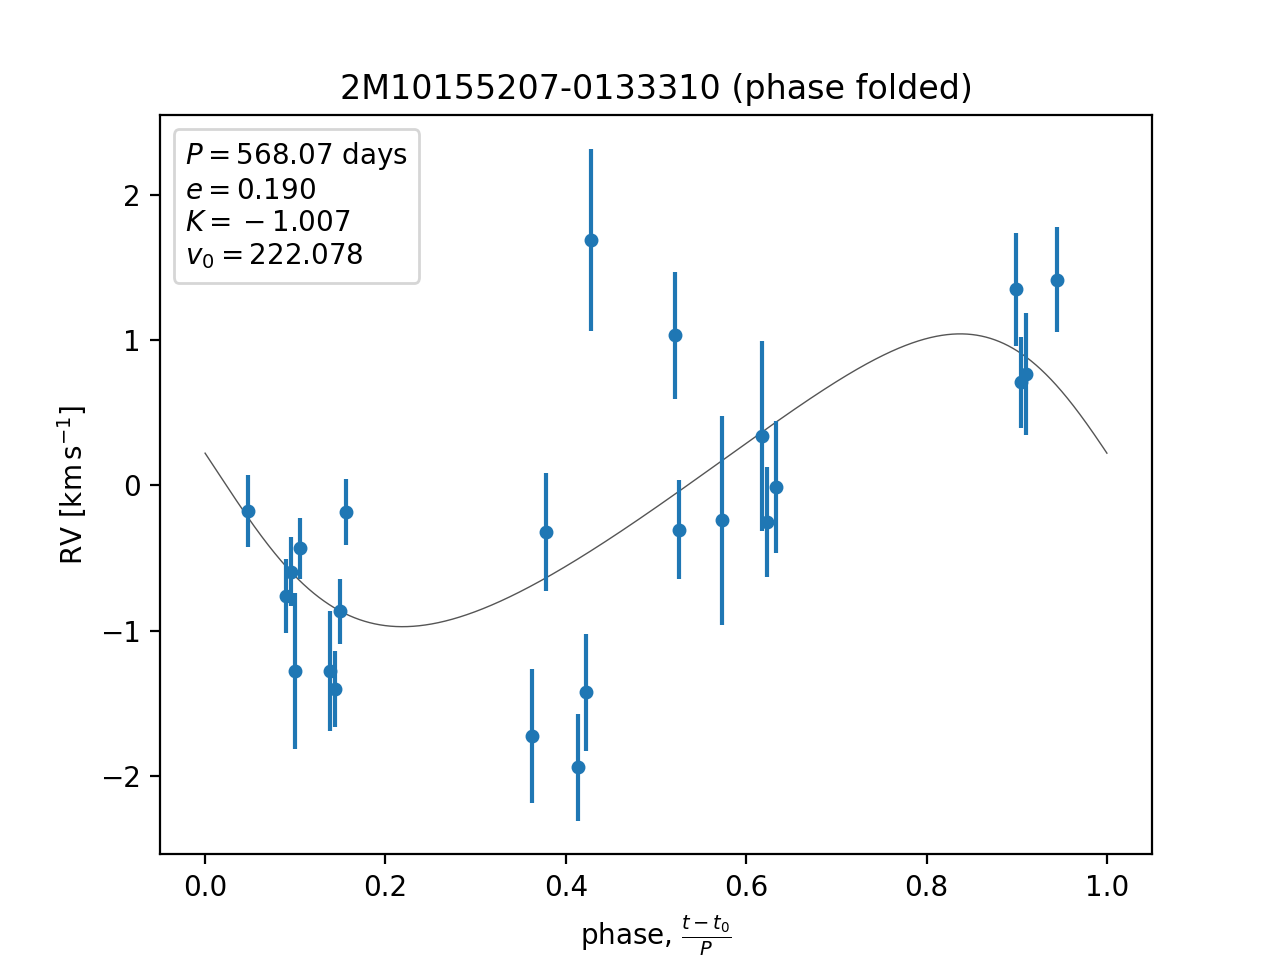 2M10155207-0133310 (phase folded)
P = 568.07 days
e = 0.190
K = −1.007
v₀ = 222.078
2
1
0
−1
−2
RV [km s⁻¹]
0.0 0.2 0.4 0.6 0.8 1.0
phase, (t − t₀)/P